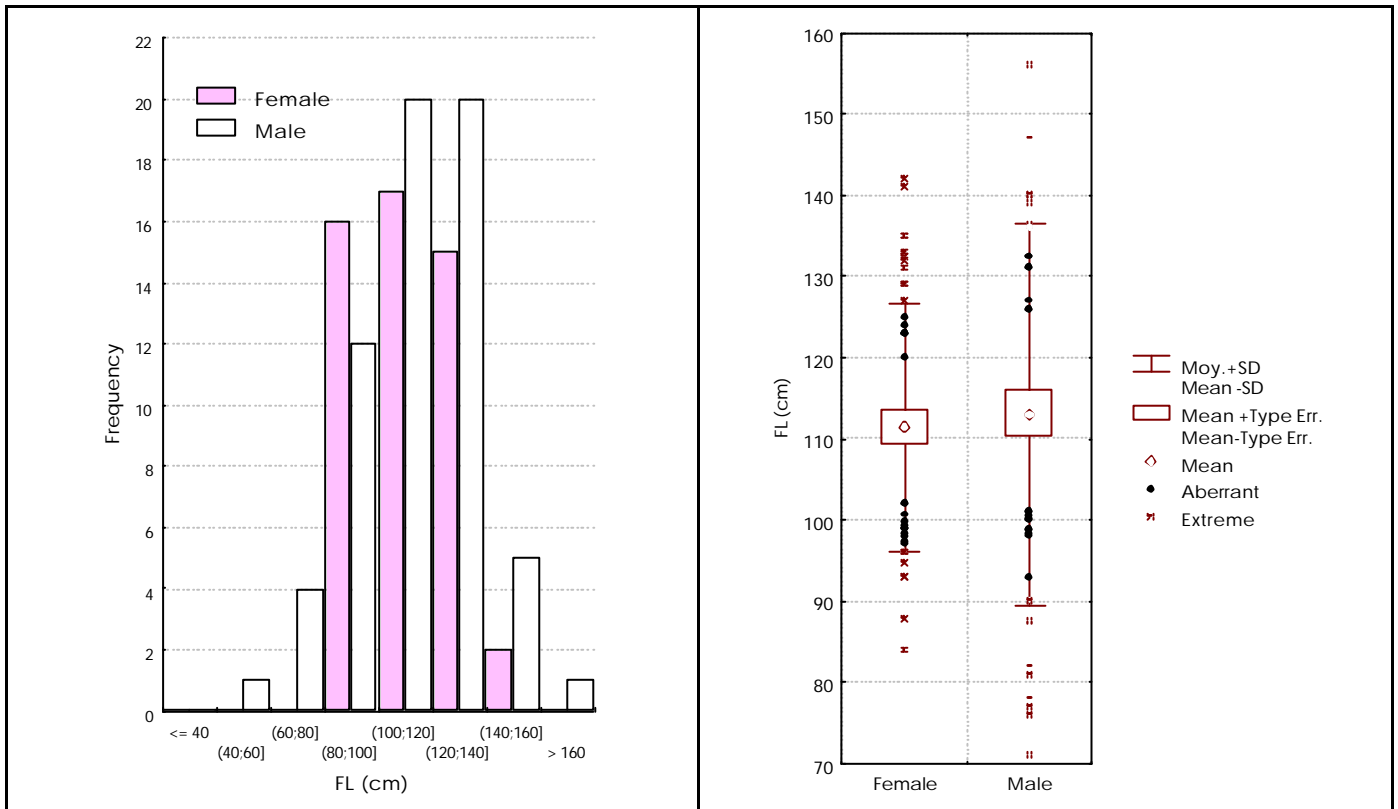 22
20
18
16
14
12
10
8
6
4
2
0
Frequency
Female
Male
<= 40
(40;60]
(60;80]
(80;100]
(100;120]
(120;140]
(140;160]
> 160
FL (cm)
160
150
140
130
120
110
100
90
80
70
FL (cm)
Female
Male
Moy.+SD
Mean -SD
Mean +Type Err.
Mean-Type Err.
Mean
Aberrant
Extreme